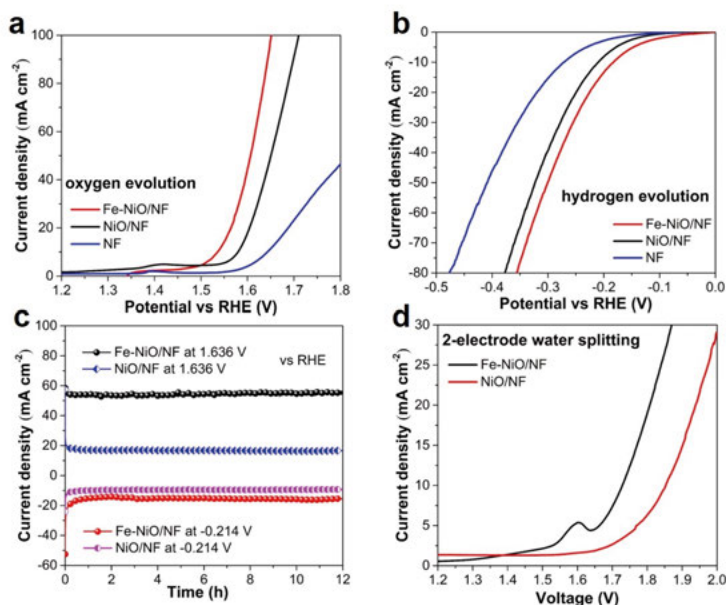 a
100
80
60
40
20
0
Current density (mA cm⁻²)
oxygen evolution
Fe-NiO/NF
NiO/NF
NF
1.2 1.3 1.4 1.5 1.6 1.7 1.8
Potential vs RHE (V)
b
0
-10
-20
-30
-40
-50
-60
-70
-80
Current density (mA cm⁻²)
hydrogen evolution
Fe-NiO/NF
NiO/NF
NF
-0.5 -0.4 -0.3 -0.2 -0.1 0.0
Potential vs RHE (V)
c
100
80
60
40
20
0
-20
-40
-60
Current density (mA cm⁻²)
Fe-NiO/NF at 1.636 V
NiO/NF at 1.636 V
vs RHE
Fe-NiO/NF at -0.214 V
NiO/NF at -0.214 V
0 2 4 6 8 10 12
Time (h)
d
30
25
20
15
10
5
0
Current density (mA cm⁻²)
2-electrode water splitting
Fe-NiO/NF
NiO/NF
1.2 1.3 1.4 1.5 1.6 1.7 1.8 1.9 2.0
Voltage (V)